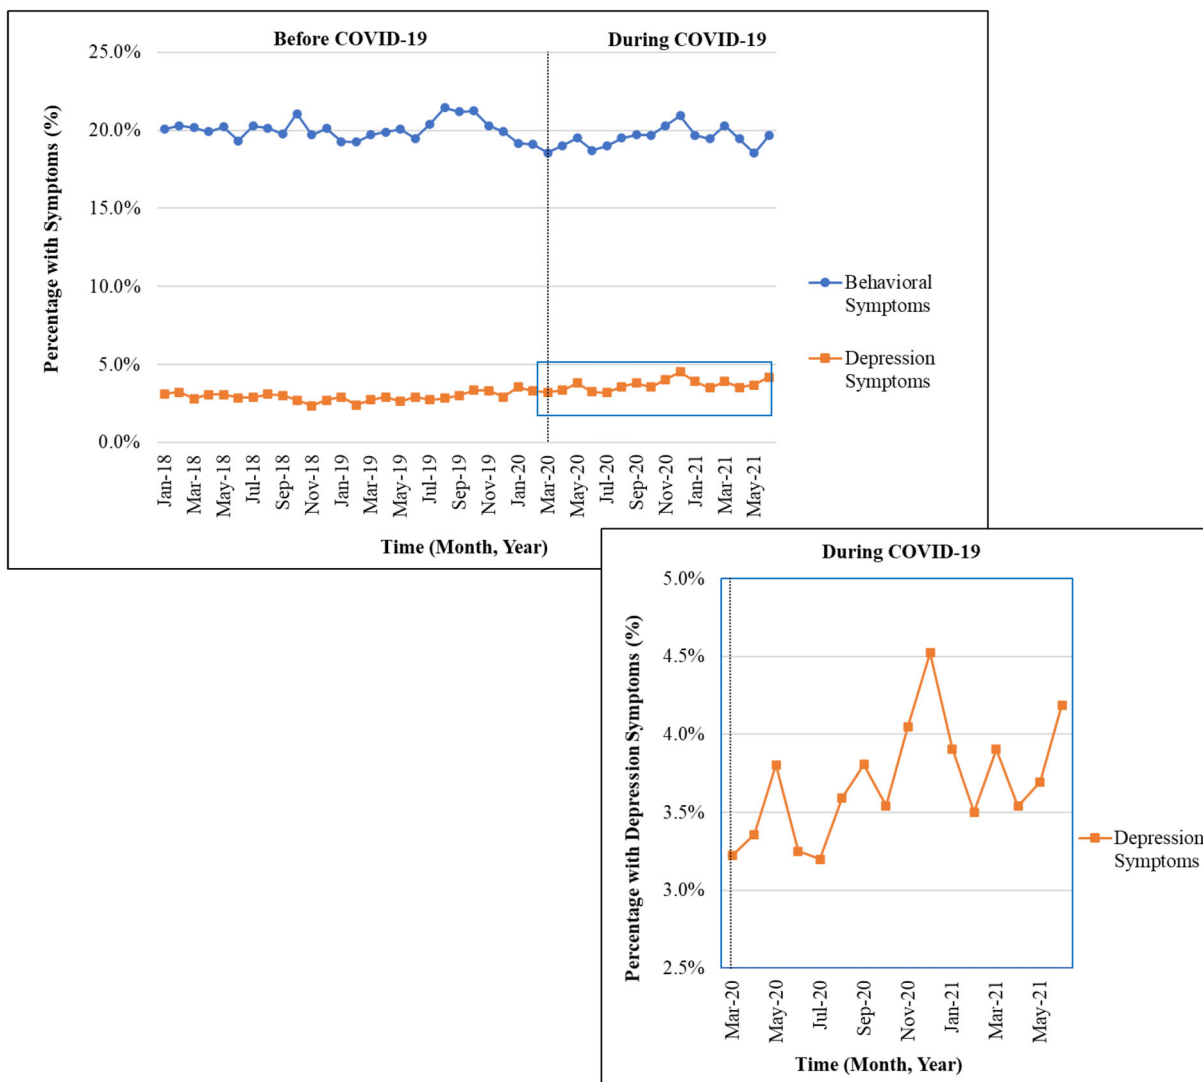 Before COVID-19
During COVID-19
25.0%
20.0%
15.0%
10.0%
5.0%
0.0%
Percentage with Symptoms (%)
Behavioral
Symptoms
Depression
Symptoms
Jan-18
Mar-18
May-18
Jul-18
Sep-18
Nov-18
Jan-19
Mar-19
May-19
Jul-19
Sep-19
Nov-19
Jan-20
Mar-20
May-20
Jul-20
Sep-20
Nov-20
Jan-21
Mar-21
May-21
Time (Month, Year)
During COVID-19
5.0%
4.5%
4.0%
3.5%
3.0%
2.5%
Percentage with Depression Symptoms (%)
Depression
Symptoms
Mar-20
May-20
Jul-20
Sep-20
Nov-20
Jan-21
Mar-21
May-21
Time (Month, Year)